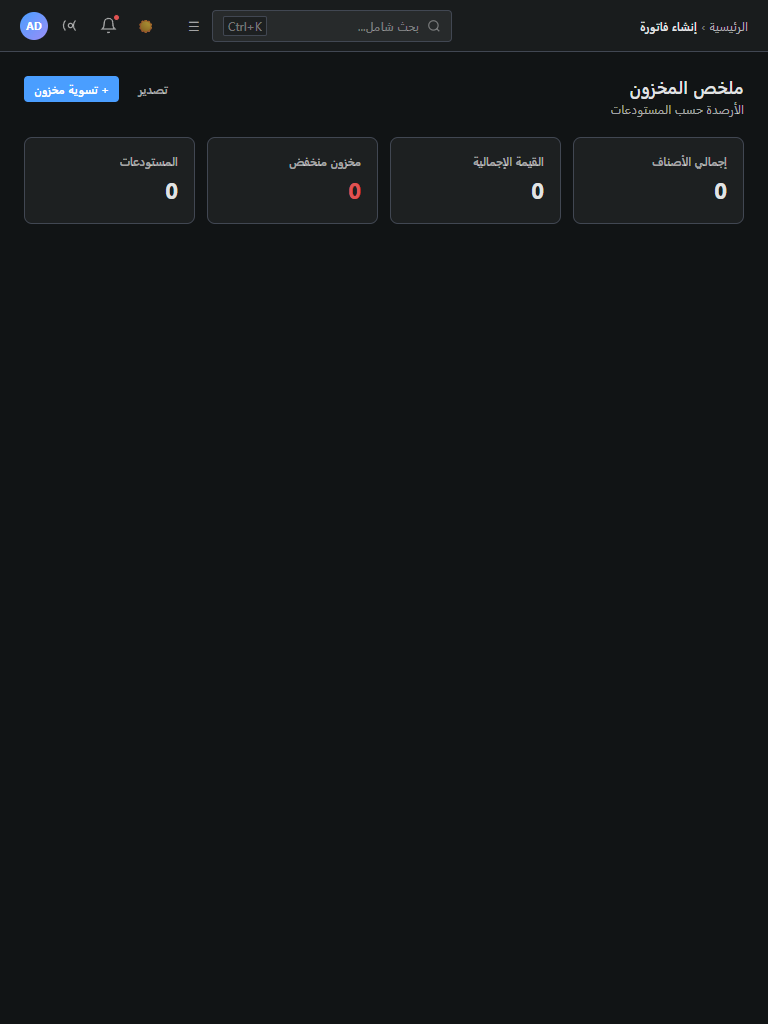 الرئيسية › إنشاء فاتورة
بحث شامل...
Ctrl+K
☰
AD
ملخص المخزون
الأرصدة حسب المستودعات
تصدير
+ تسوية مخزون
إجمالي الأصناف
0
القيمة الإجمالية
0
مخزون منخفض
0
المستودعات
0